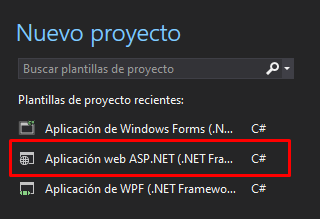 Nuevo proyecto
Buscar plantillas de proyecto
Plantillas de proyecto recientes:
Aplicación de Windows Forms (.N... C#
Aplicación web ASP.NET (.NET Fra... C#
Aplicación de WPF (.NET Framewo... C#